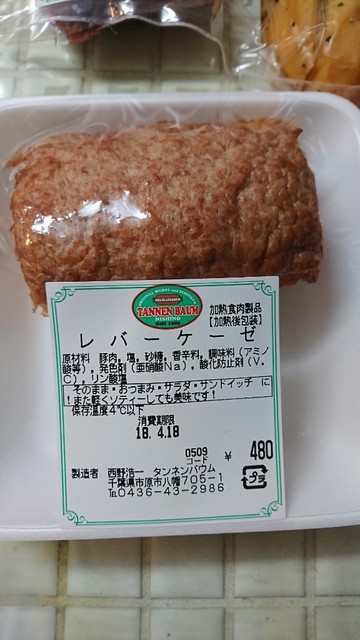 TANNEN BAUM
NISHINO
加熱食肉製品
【加熱後包装】
レバーケーゼ
原材料 豚肉，塩，砂糖，香辛料，調味料（アミノ
酸等），発色剤（亜硝酸Na），酸化防止剤（V．
C），リン酸塩
そのまま・おつまみ・サラダ・サンドイッチ に
！また軽くソティーしても美味です！
保存温度4℃以下
消費期限
18. 4.18
0509
コード
¥ 480
製造者 西野浩一 タンネンバウム
千葉県市原市八幡705-1
TEL0436-43-2986
プラ